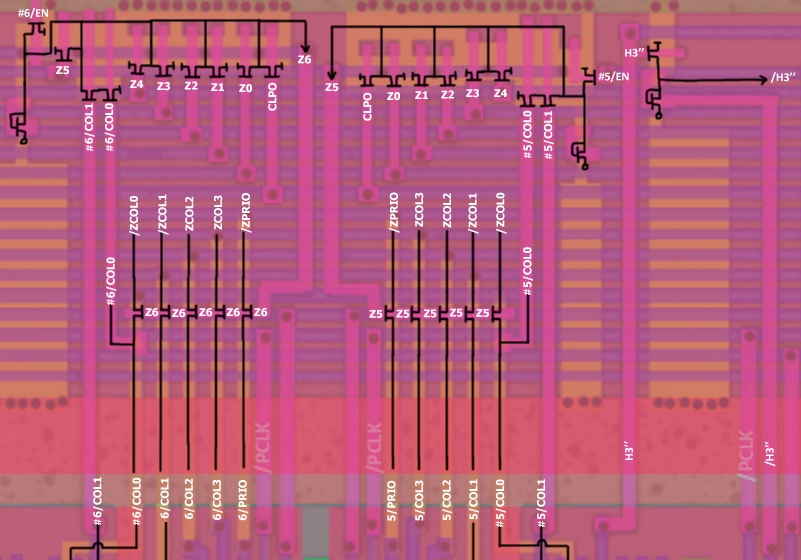 #6/EN
Z5
Z4
Z3
Z2
Z1
Z0
CLPO
Z6
Z5
CLPO
Z0
Z1
Z2
Z3
Z4
#5/EN
H3''
/H3''
#6/COL1
#6/COL0
#5/COL0
#5/COL1
/ZCOL0
/ZCOL1
ZCOL2
ZCOL3
/ZPRIO
/ZPRIO
ZCOL3
ZCOL2
/ZCOL1
/ZCOL0
#6/COL0
#5/COL0
Z6
Z6
Z6
Z6
Z6
Z5
Z5
Z5
Z5
Z5
/PCLK
/PCLK
/PCLK
H3''
/H3''
#6/COL1
#6/COL0
6/COL1
6/COL2
6/COL3
6/PRIO
5/PRIO
5/COL3
5/COL2
5/COL1
#5/COL0
#5/COL1